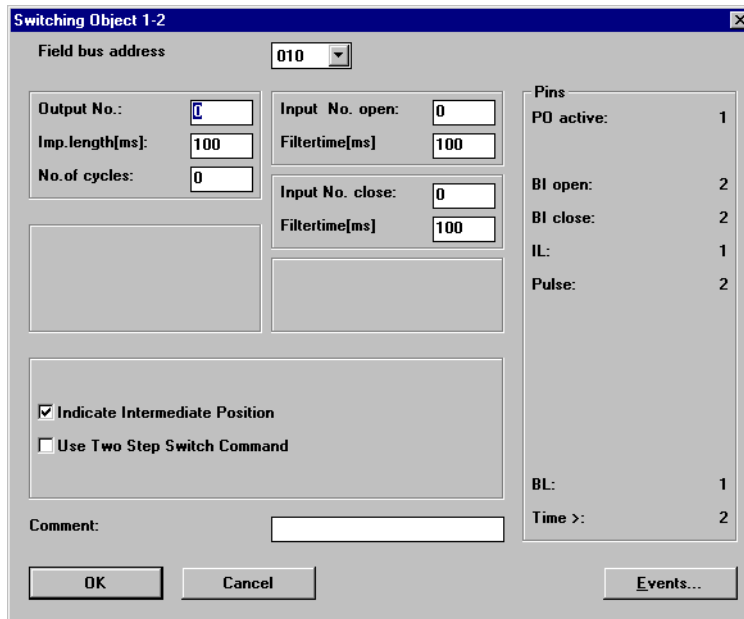 Switching Object 1-2
Field bus address
010
Output No.:
0
Imp.length[ms]:
100
No.of cycles:
0
Input No. open:
0
Filtertime[ms]
100
Input No. close:
0
Filtertime[ms]
100
Indicate Intermediate Position
Use Two Step Switch Command
Comment:
Pins
PO active: 1
BI open: 2
BI close: 2
IL: 1
Pulse: 2
BL: 1
Time >: 2
OK
Cancel
Events...